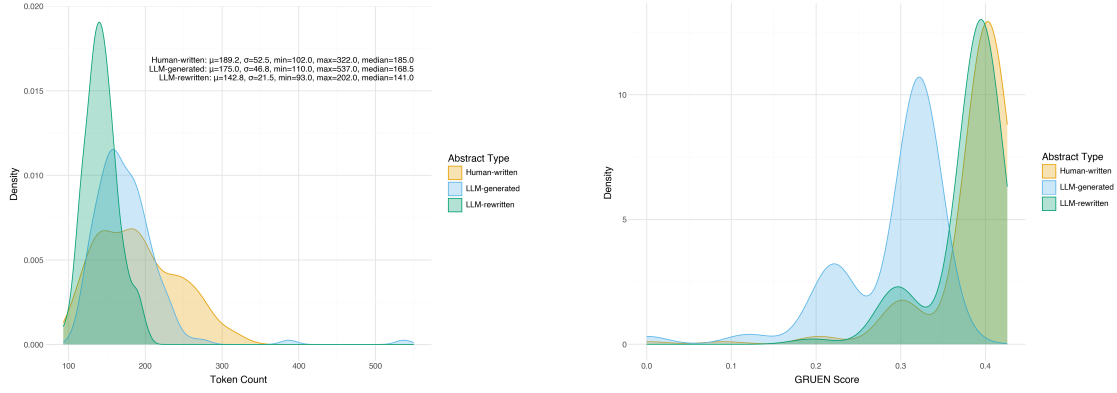 0.020
0.015
0.010
0.005
0.000
Density
100 200 300 400 500
Token Count
Human-written: μ=189.2, σ=52.5, min=102.0, max=322.0, median=185.0
LLM-generated: μ=175.0, σ=46.8, min=110.0, max=537.0, median=168.5
LLM-rewritten: μ=142.8, σ=21.5, min=93.0, max=202.0, median=141.0
Abstract Type
Human-written
LLM-generated
LLM-rewritten
10
5
0
Density
0.0 0.1 0.2 0.3 0.4
GRUEN Score
Abstract Type
Human-written
LLM-generated
LLM-rewritten